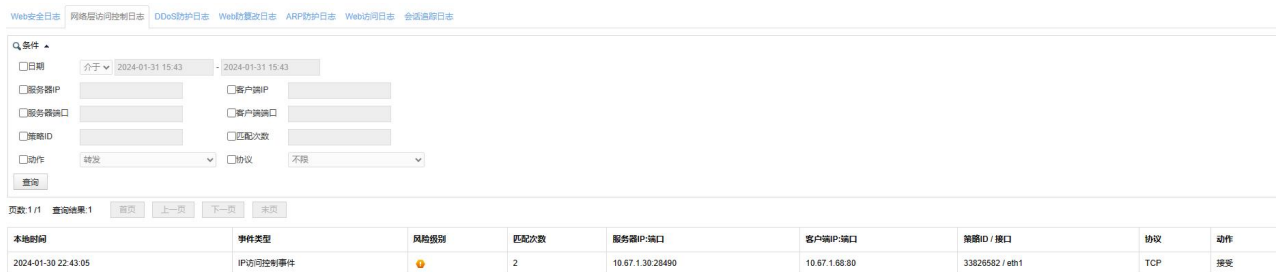 Web安全日志 网络层访问控制日志 DDoS防护日志 Web防篡改日志 ARP防护日志 Web访问日志 会话追踪日志
条件
日期 介于 2024-01-31 15:43 - 2024-01-31 15:43
服务器IP 客户端IP
服务器端口 客户端端口
策略ID 匹配次数
动作 转发 协议 不限
查询
页数:1 /1 查询结果:1 首页 上一页 下一页 末页
本地时间 事件类型 风险级别 匹配次数 服务器IP:端口 客户端IP:端口 策略ID / 接口 协议 动作
2024-01-30 22:43:05 IP访问控制事件 2 10.67.1.30:28490 10.67.1.68:80 33826582 / eth1 TCP 接受